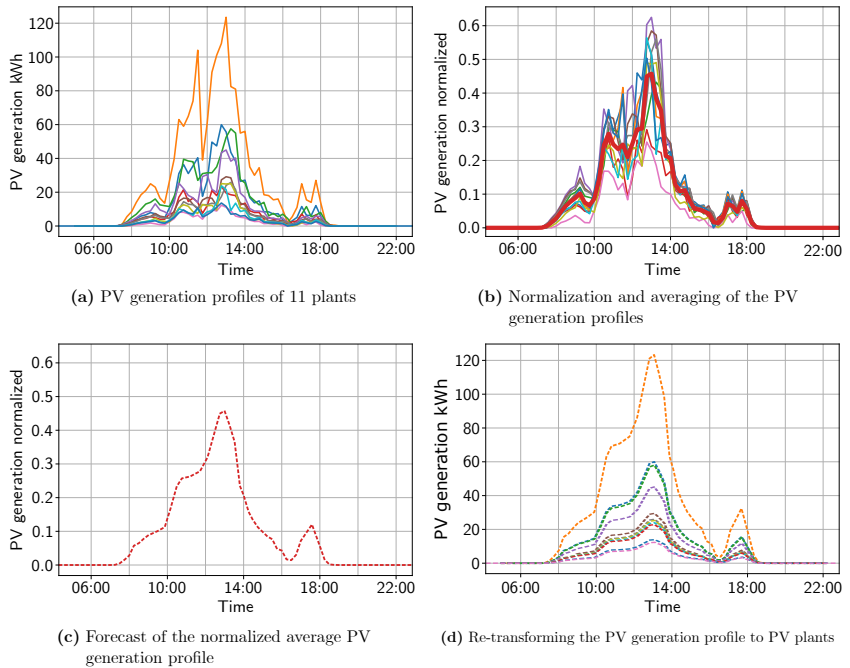 PV generation kWh
120
100
80
60
40
20
0
06:00 10:00 14:00 18:00 22:00
Time
(a) PV generation profiles of 11 plants
PV generation normalized
0.6
0.5
0.4
0.3
0.2
0.1
0.0
06:00 10:00 14:00 18:00 22:00
Time
(b) Normalization and averaging of the PV
generation profiles
PV generation normalized
0.6
0.5
0.4
0.3
0.2
0.1
0.0
06:00 10:00 14:00 18:00 22:00
Time
(c) Forecast of the normalized average PV
generation profile
PV generation kWh
120
100
80
60
40
20
0
06:00 10:00 14:00 18:00 22:00
Time
(d) Re-transforming the PV generation profile to PV plants